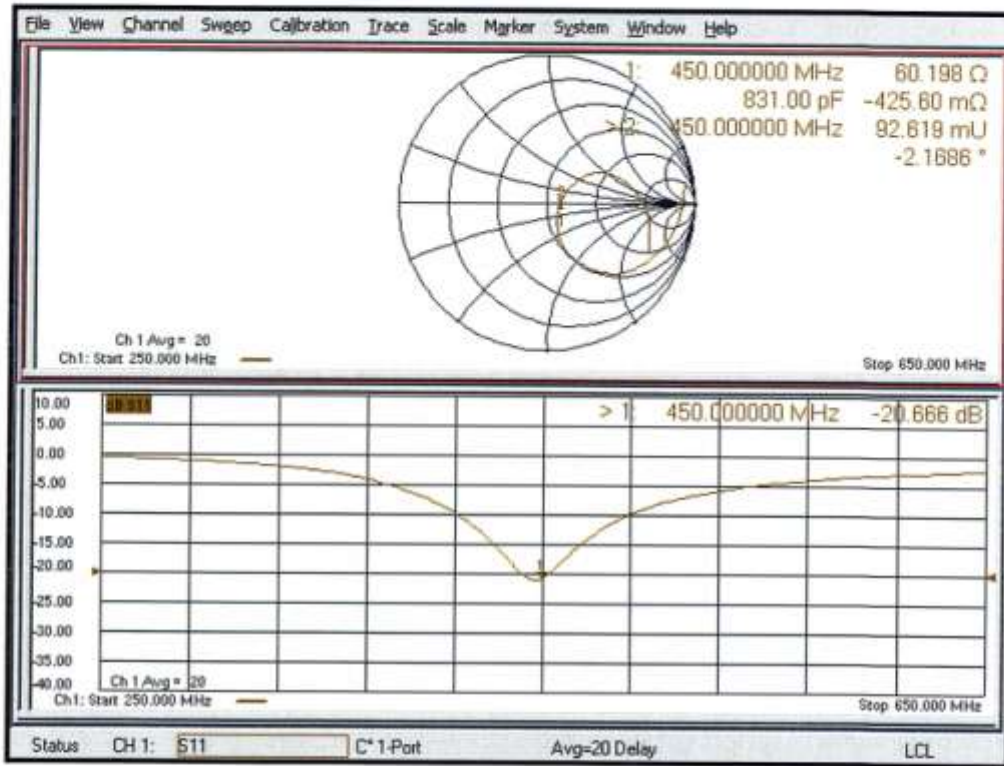 File View Channel Sweep Calibration Trace Scale Marker System Window Help
1: 450.000000 MHz 60.198 Ω
831.00 pF -425.60 mΩ
> 2: 450.000000 MHz 92.619 mU
-2.1686 °
Ch 1 Avg = 20
Ch1: Start 250.000 MHz
Stop 650.000 MHz
10.00
dB S11
> 1: 450.000000 MHz -20.666 dB
5.00
0.00
-5.00
-10.00
-15.00
-20.00
1
-25.00
-30.00
-35.00
-40.00
Ch 1 Avg = 20
Ch1: Start 250.000 MHz
Stop 650.000 MHz
Status CH 1: S11 C* 1-Port Avg=20 Delay LCL